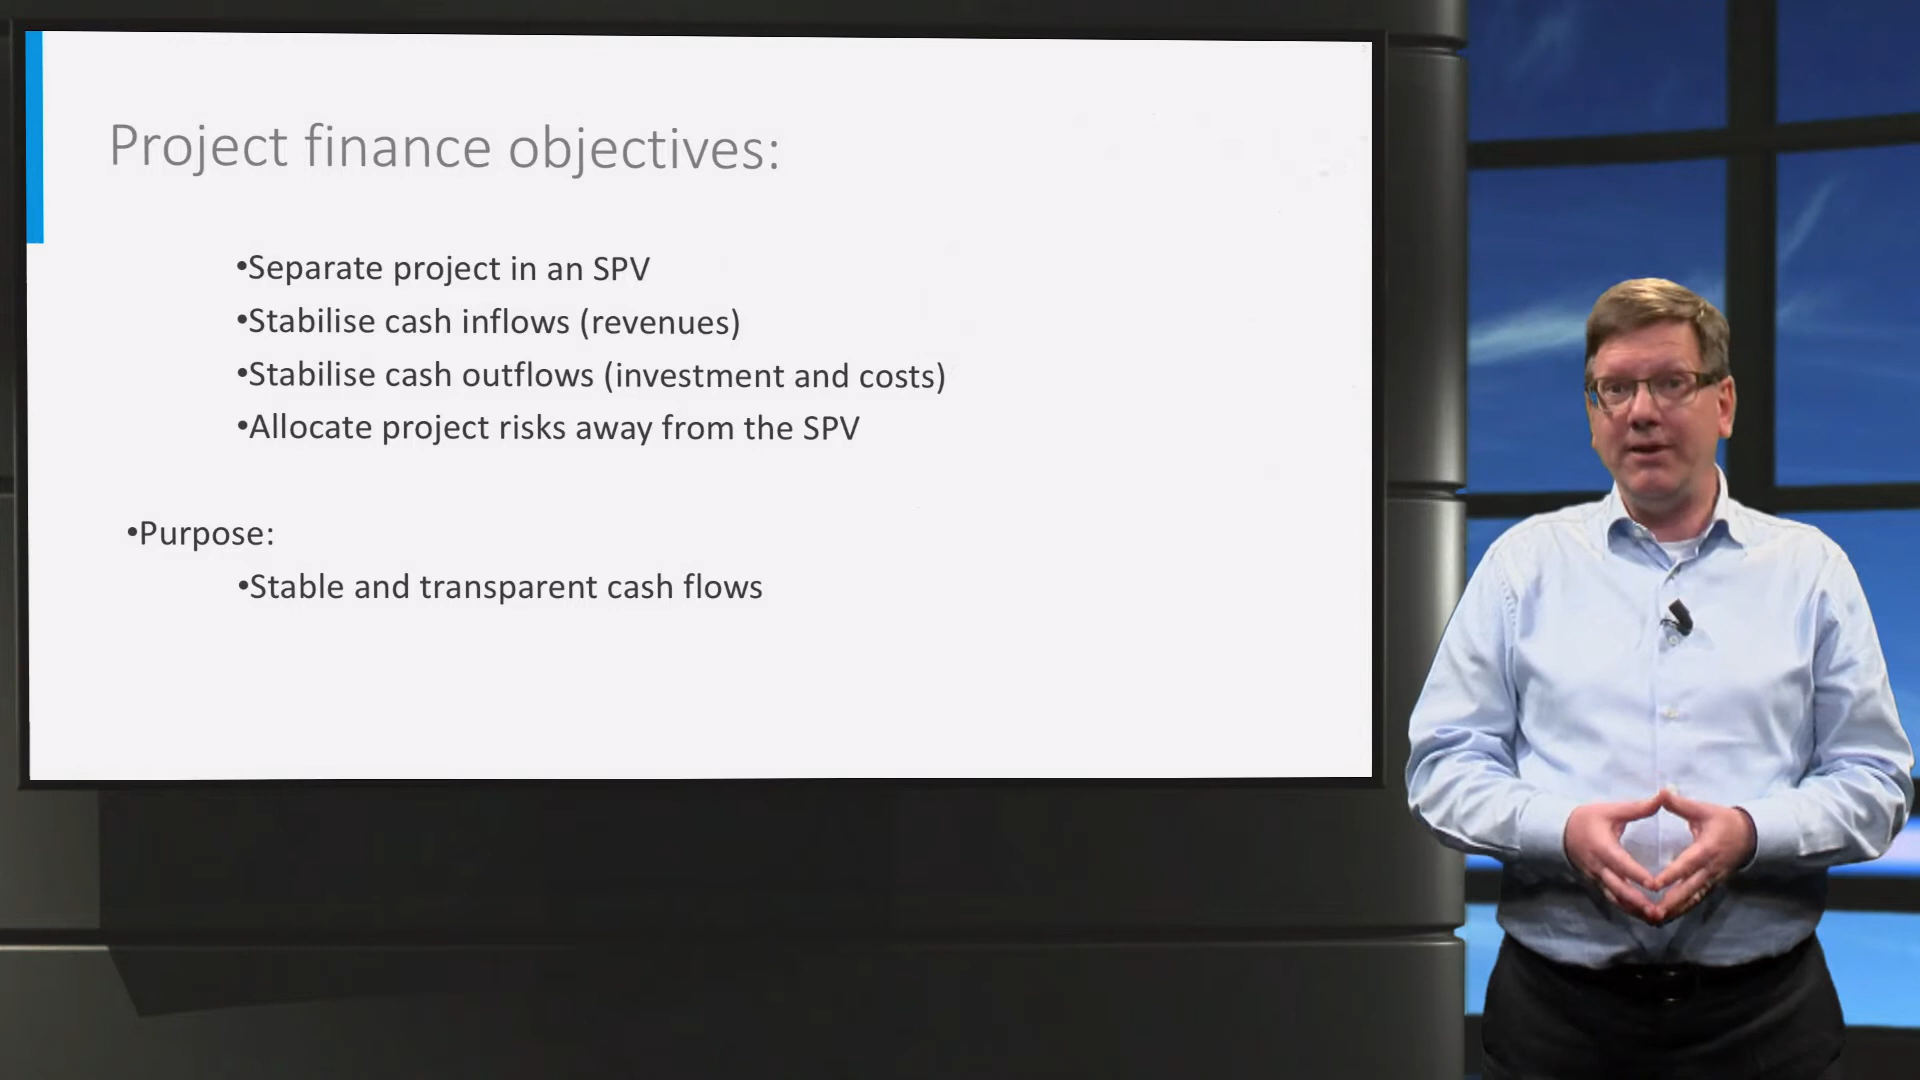 Project finance objectives:
•Separate project in an SPV
•Stabilise cash inflows (revenues)
•Stabilise cash outflows (investment and costs)
•Allocate project risks away from the SPV
•Purpose:
•Stable and transparent cash flows